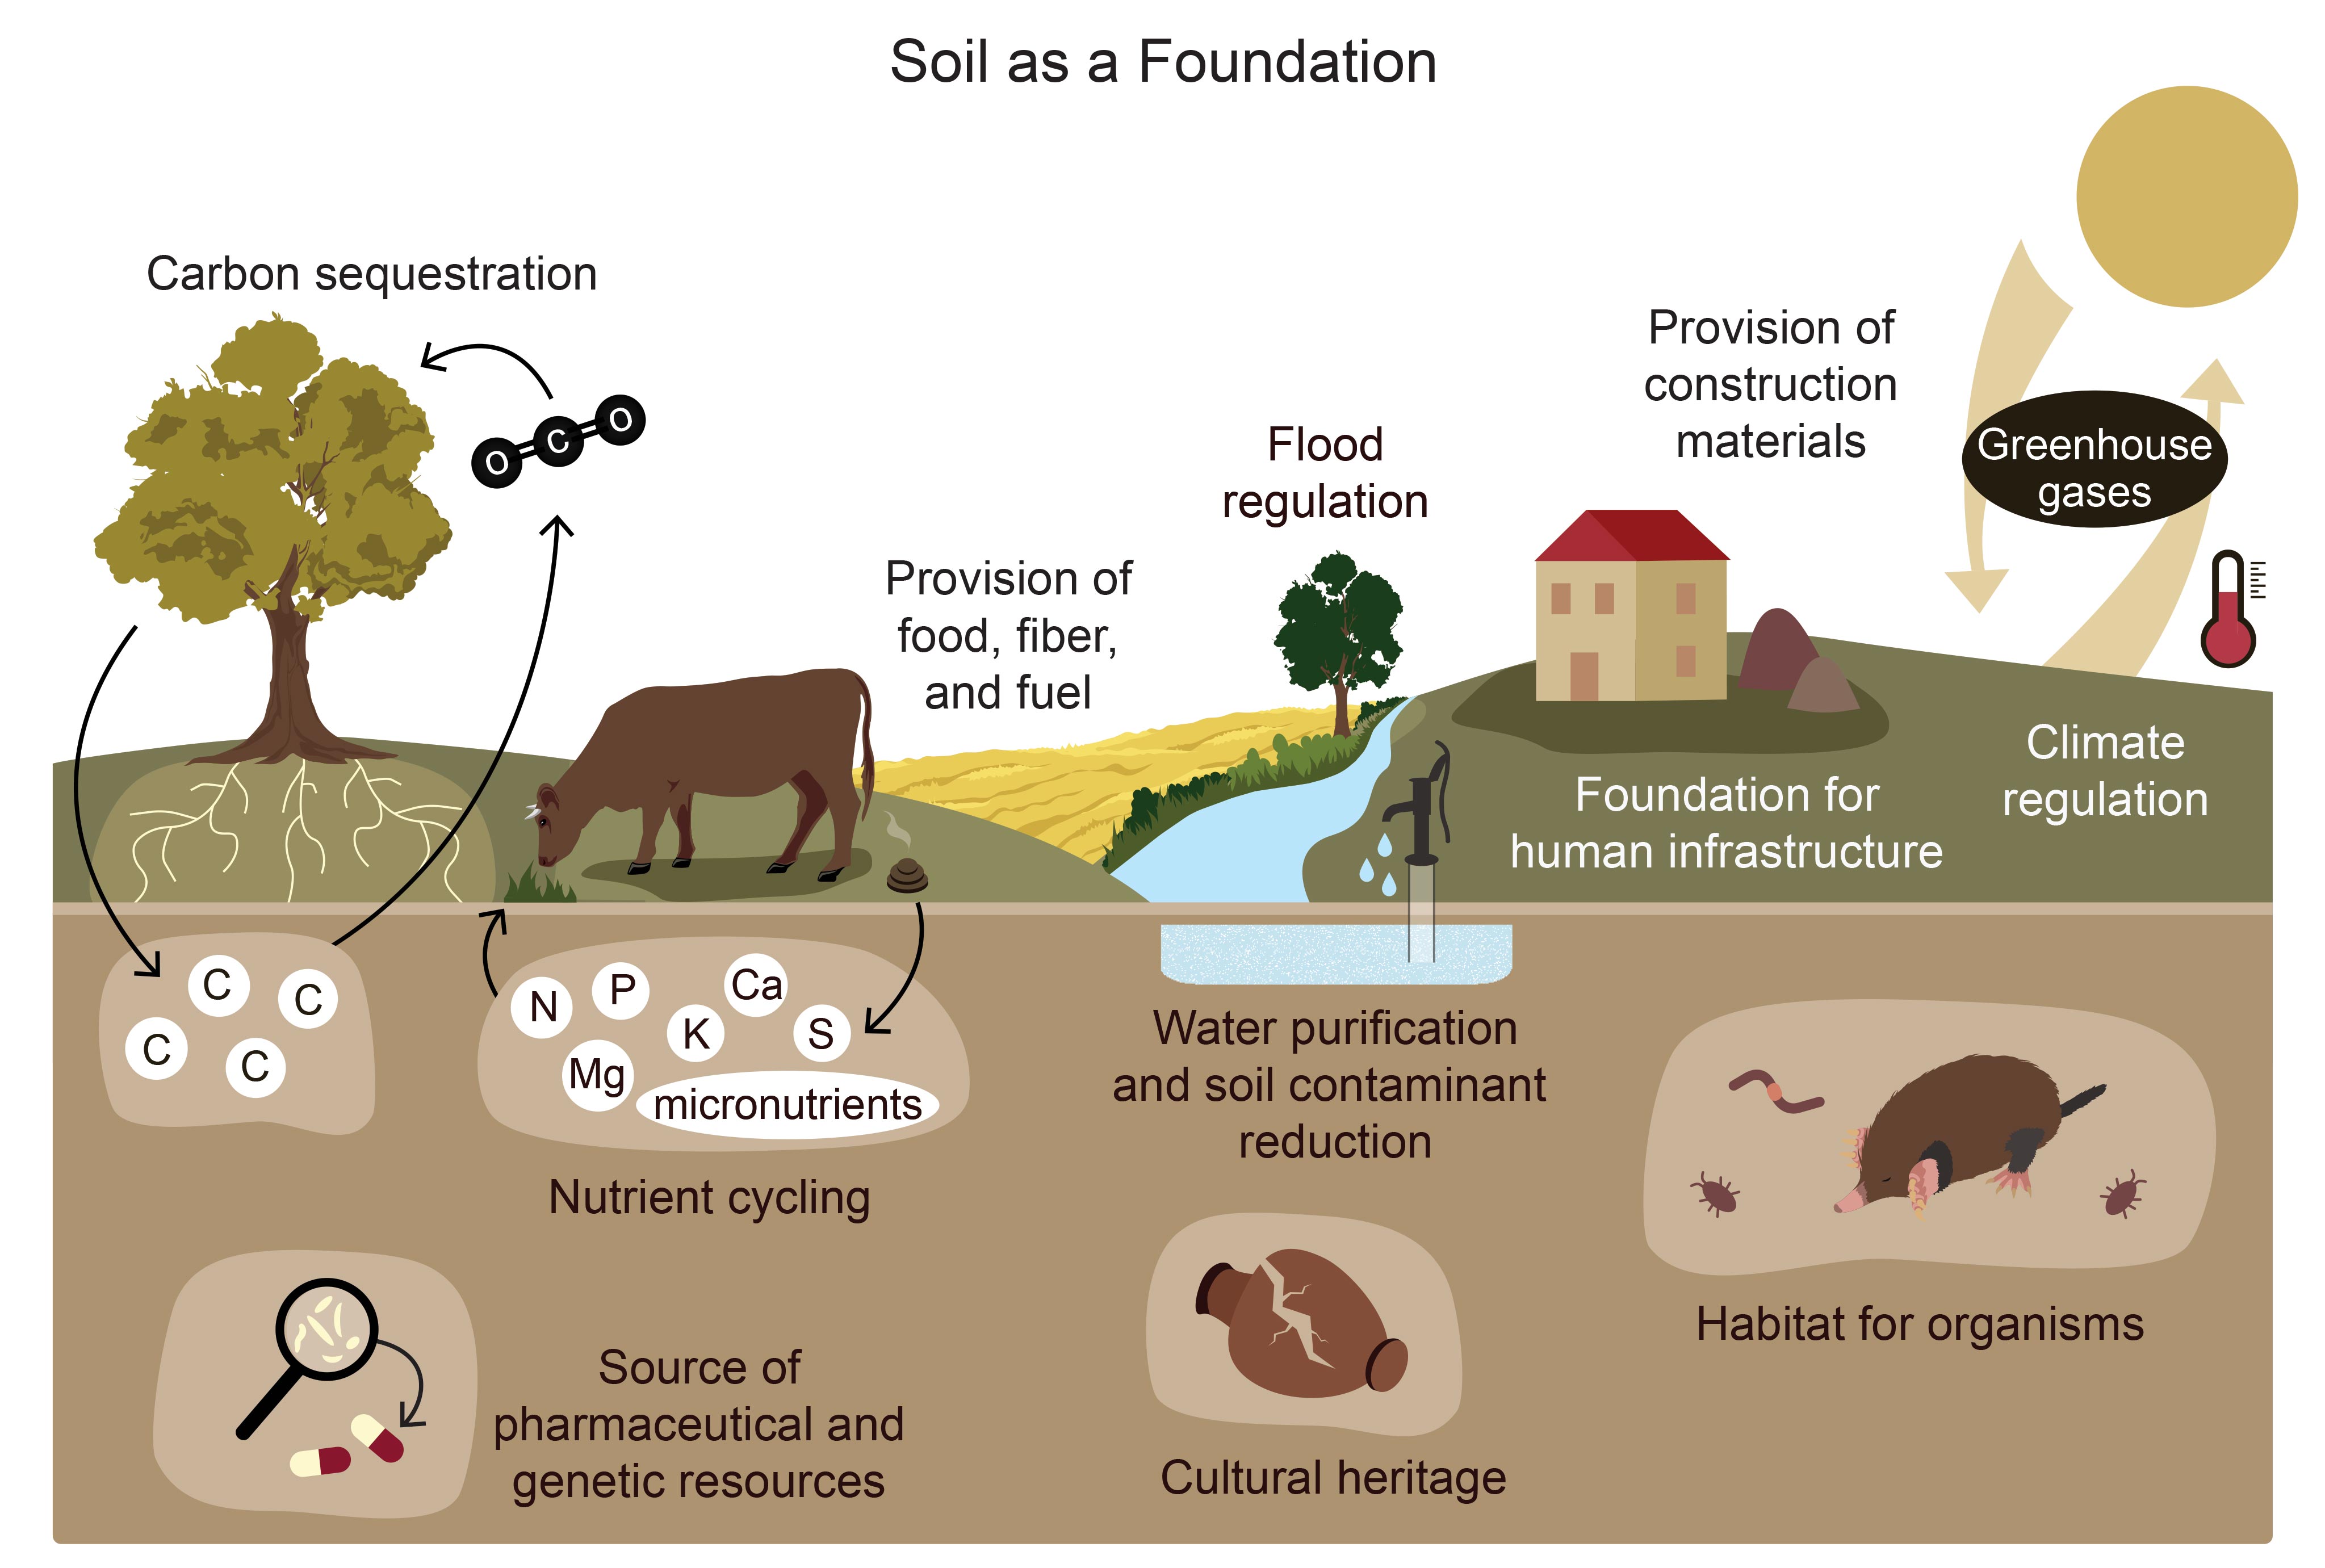 Soil as a Foundation
Carbon sequestration
O C O
Provision of
food, fiber,
and fuel
Flood
regulation
Provision of
construction
materials
Greenhouse
gases
Foundation for
human infrastructure
Climate
regulation
C
C
C
C
N
P
K
Ca
S
Mg
micronutrients
Nutrient cycling
Water purification
and soil contaminant
reduction
Habitat for organisms
Source of
pharmaceutical and
genetic resources
Cultural heritage